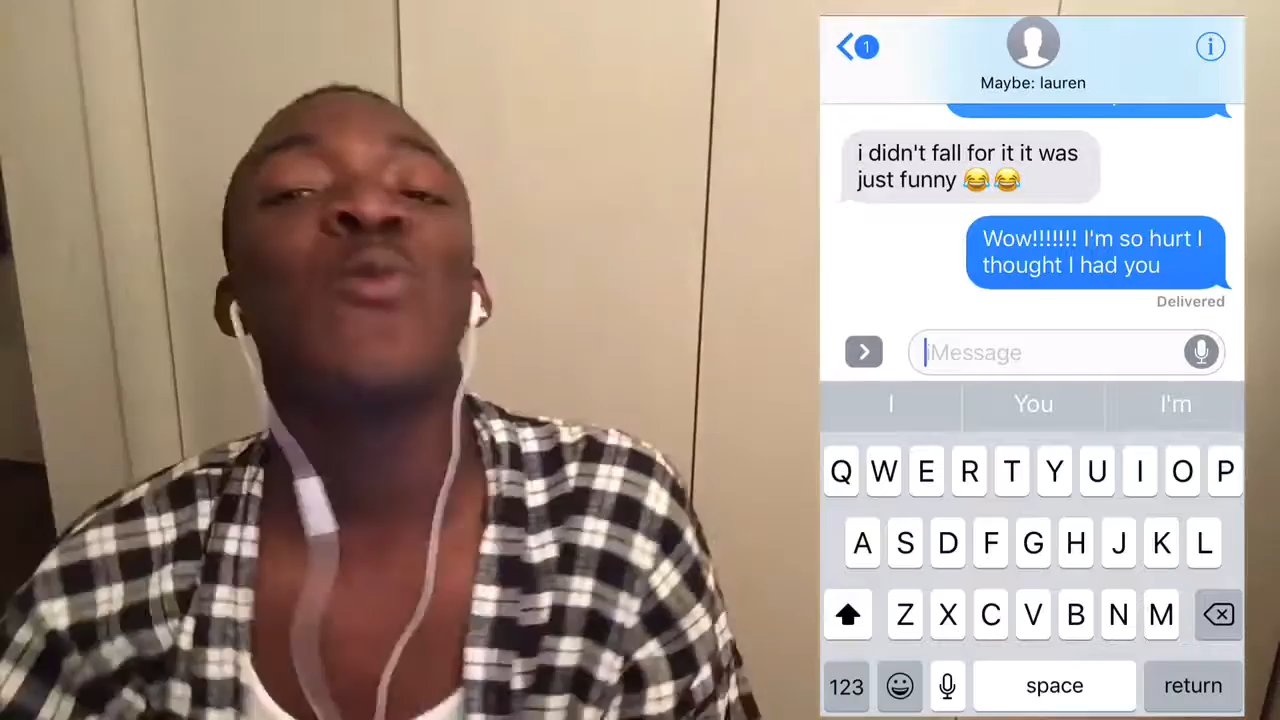 1
Maybe: lauren
i didn't fall for it it was
just funny 😂😂
Wow!!!!!!! I'm so hurt I
thought I had you
Delivered
iMessage
I You I'm
Q W E R T Y U I O P
A S D F G H J K L
Z X C V B N M
123 space return